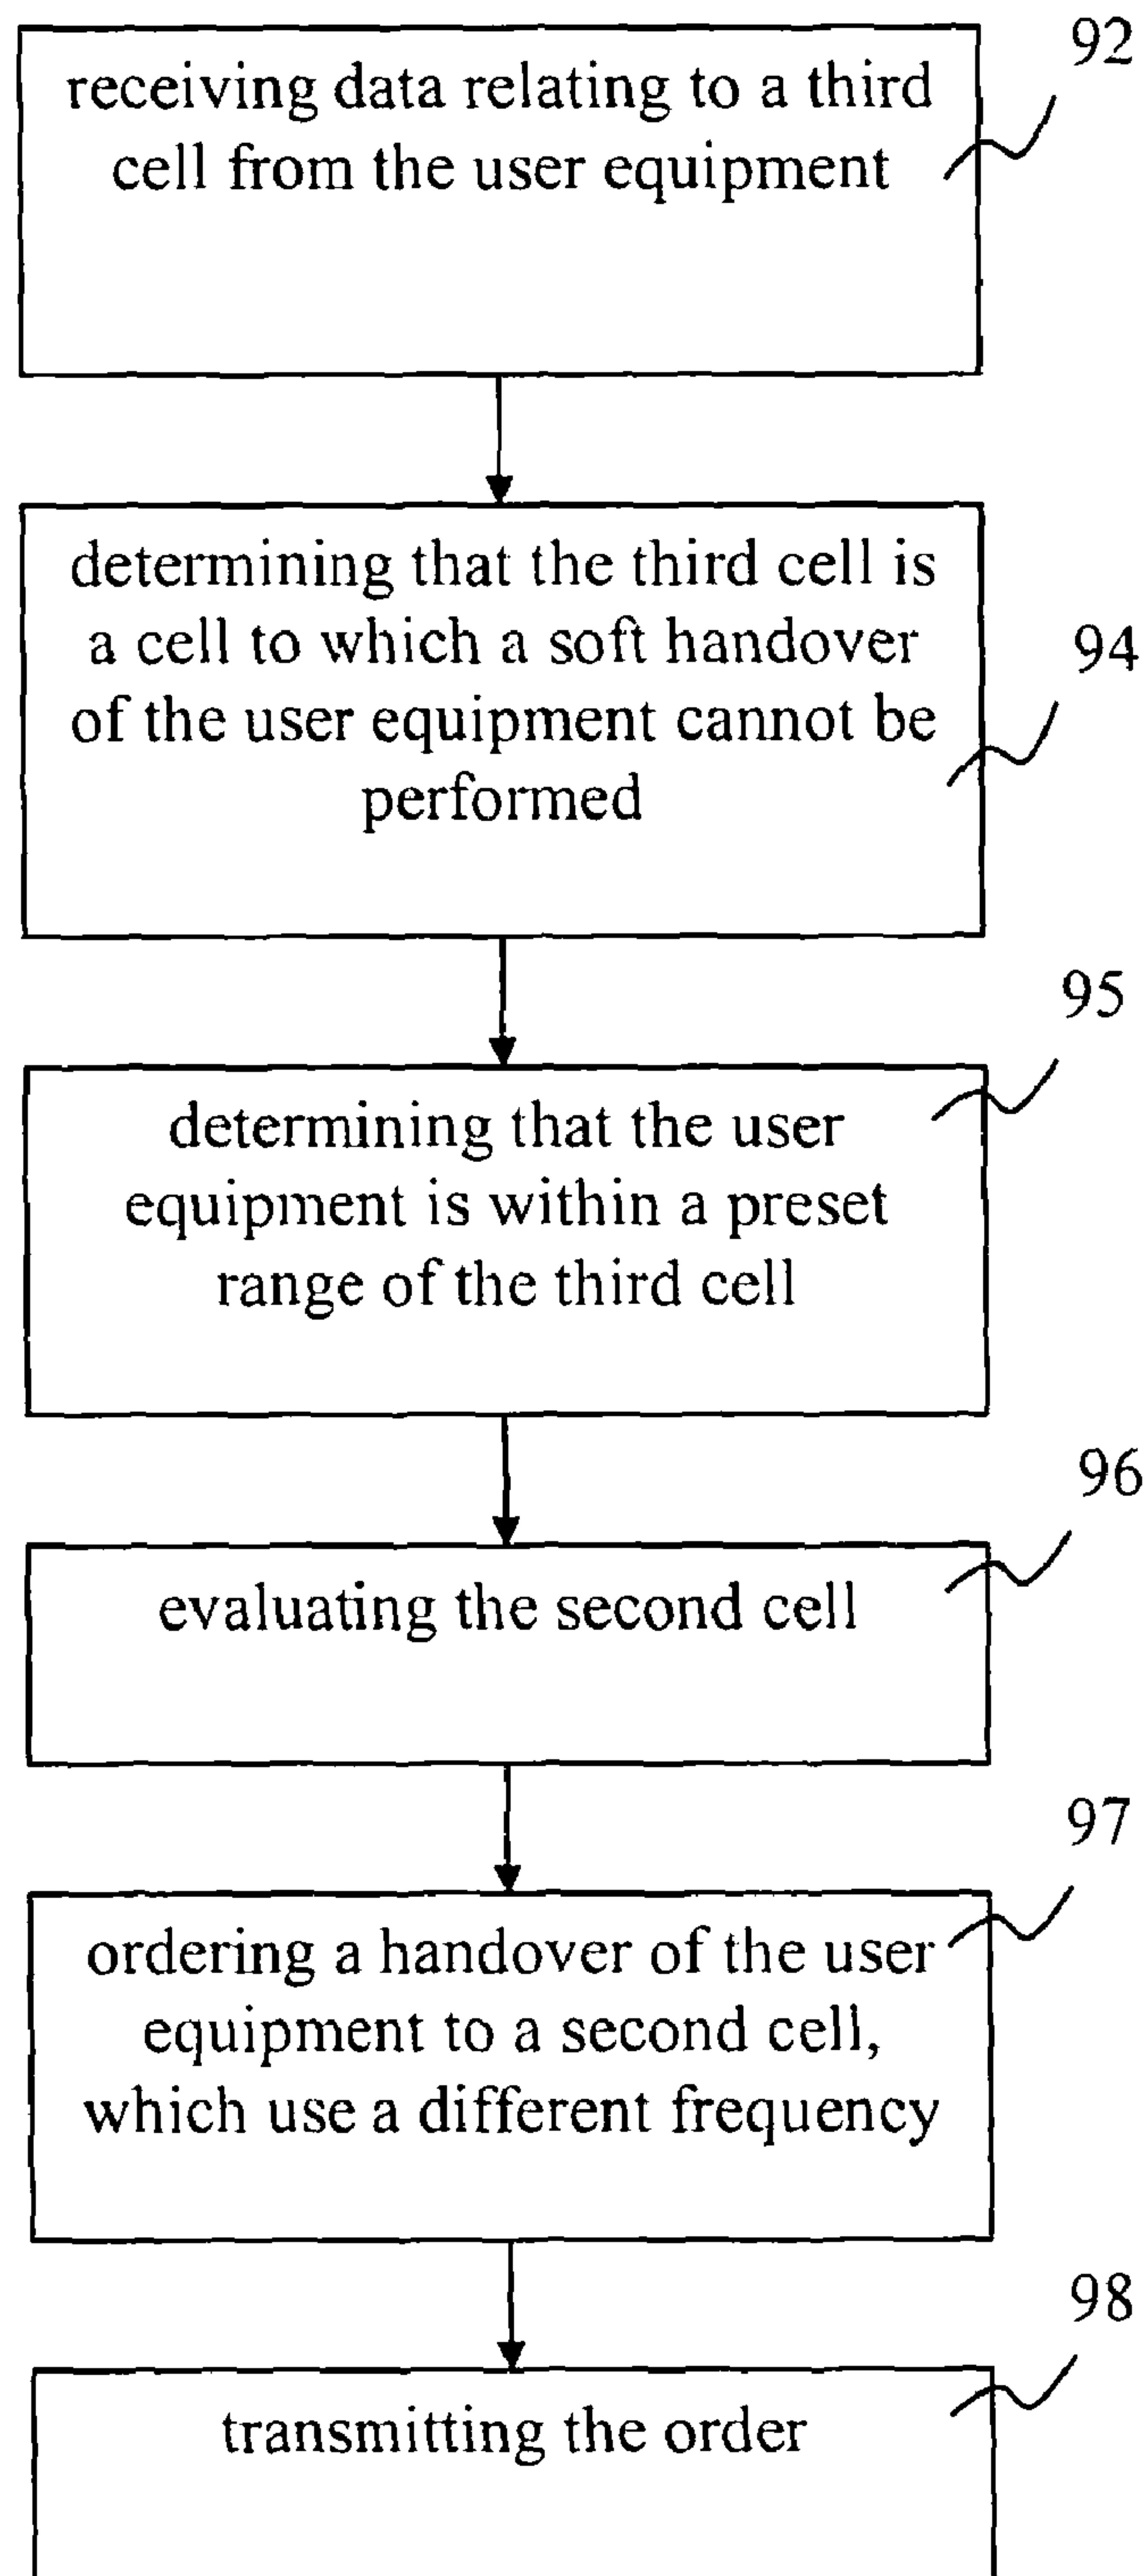 92
receiving data relating to a third
cell from the user equipment
determining that the third cell is
a cell to which a soft handover
of the user equipment cannot be
performed
94
95
determining that the user
equipment is within a preset
range of the third cell
96
evaluating the second cell
97
ordering a handover of the user
equipment to a second cell,
which use a different frequency
98
transmitting the order